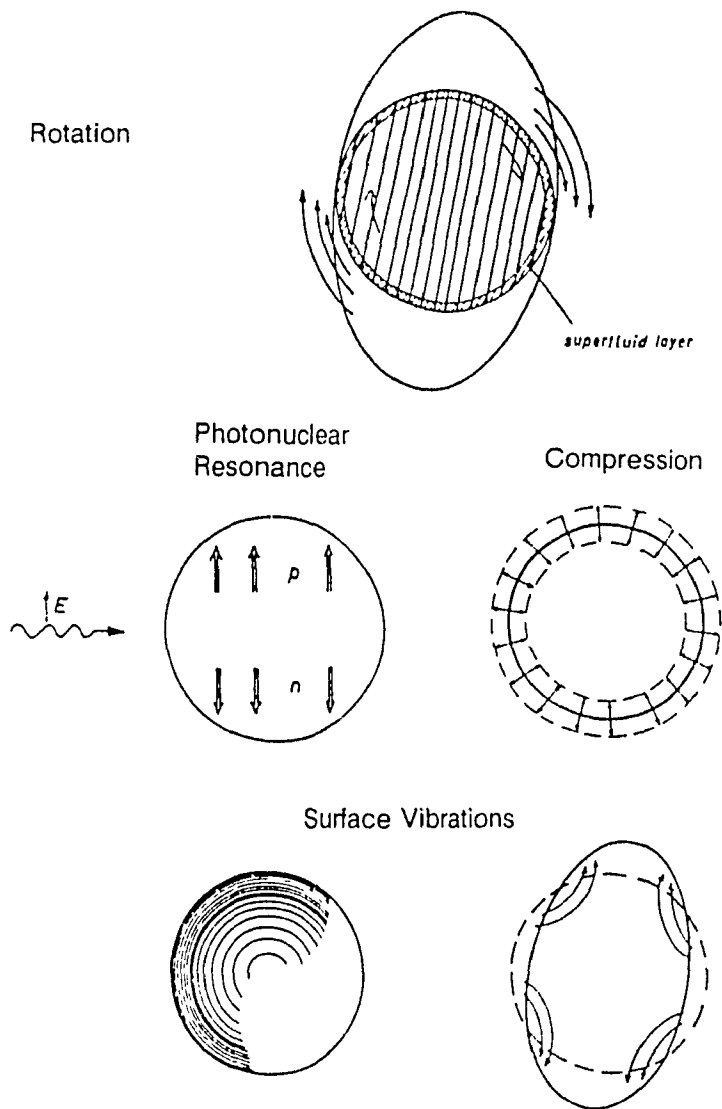 Rotation
superfluid layer
Photonuclear
Resonance
Compression
E
p
n
Surface Vibrations